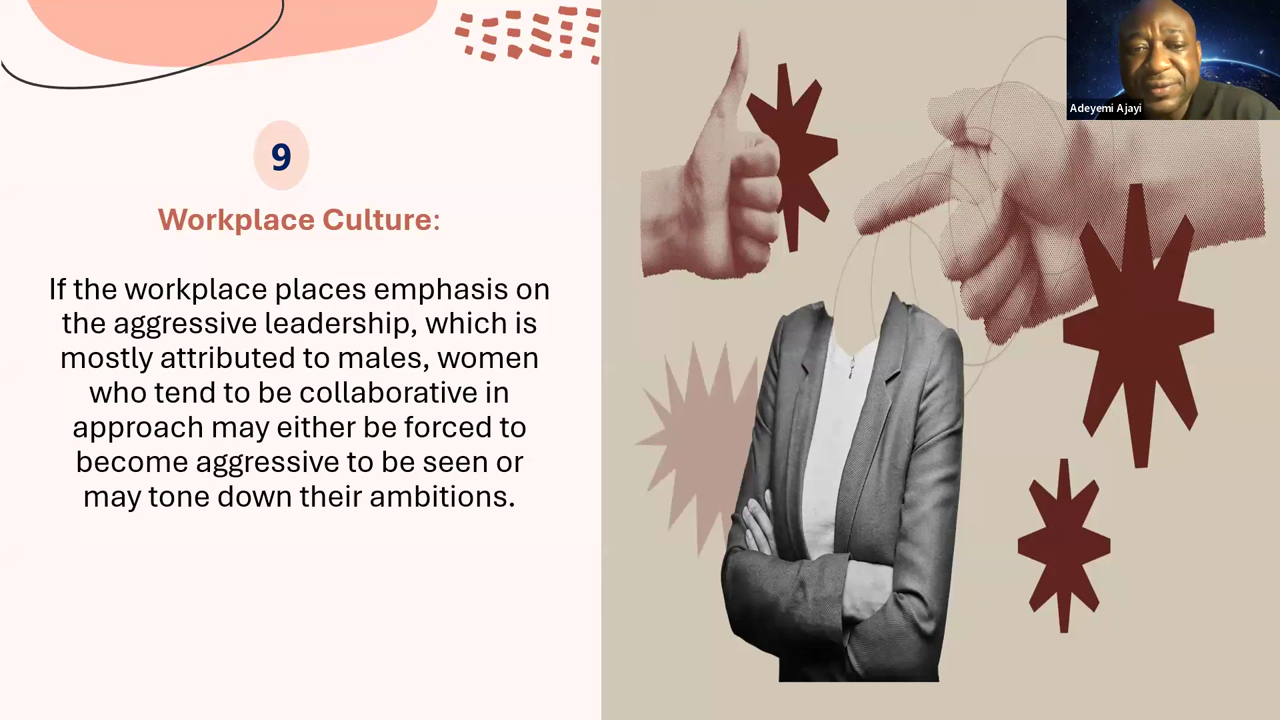 9
Workplace Culture:
If the workplace places emphasis on
the aggressive leadership, which is
mostly attributed to males, women
who tend to be collaborative in
approach may either be forced to
become aggressive to be seen or
may tone down their ambitions.
Adeyemi Ajayi